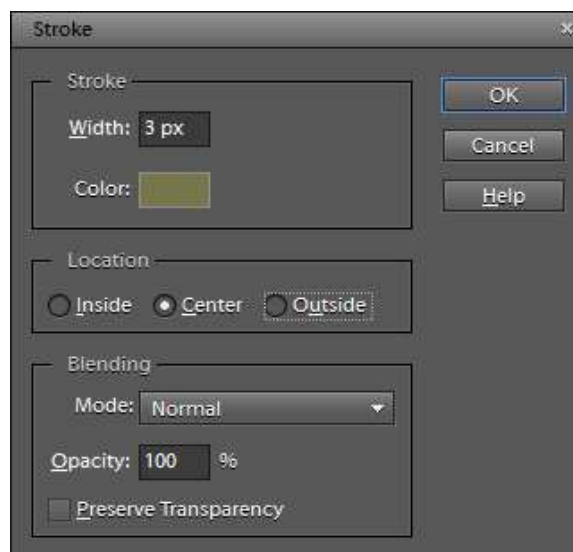 Stroke
Stroke
Width: 3 px
Color:
OK
Cancel
Help
Location
Inside Center Outside
Blending
Mode: Normal
Opacity: 100 %
Preserve Transparency